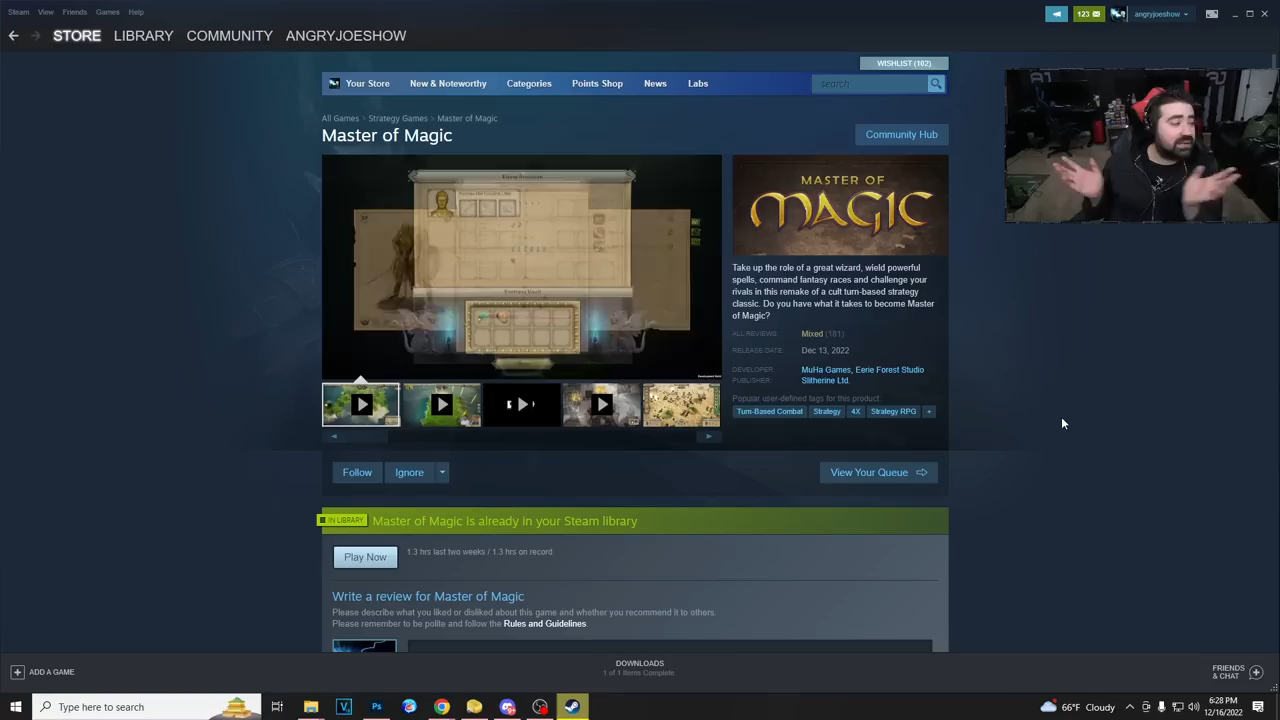 Steam View Friends Games Help
123 angryjoeshow
STORE LIBRARY COMMUNITY ANGRYJOESHOW
WISHLIST (102)
Your Store New & Noteworthy Categories Points Shop News Labs search
All Games > Strategy Games > Master of Magic
Master of Magic
Community Hub
MASTER OF
MAGIC
Take up the role of a great wizard, wield powerful
spells, command fantasy races and challenge your
rivals in this remake of a cult turn-based strategy
classic. Do you have what it takes to become Master
of Magic?
ALL REVIEWS: Mixed (181)
RELEASE DATE: Dec 13, 2022
DEVELOPER: MuHa Games, Eerie Forest Studio
PUBLISHER: Slitherine Ltd.
Popular user-defined tags for this product:
Turn-Based Combat Strategy 4X Strategy RPG +
Follow Ignore View Your Queue
IN LIBRARY Master of Magic is already in your Steam library
Play Now 1.3 hrs last two weeks / 1.3 hrs on record
Write a review for Master of Magic
Please describe what you liked or disliked about this game and whether you recommend it to others.
Please remember to be polite and follow the Rules and Guidelines.
ADD A GAME
DOWNLOADS
1 of 1 Items Complete
FRIENDS
& CHAT
Type here to search
66°F Cloudy
6:28 PM
12/16/2022